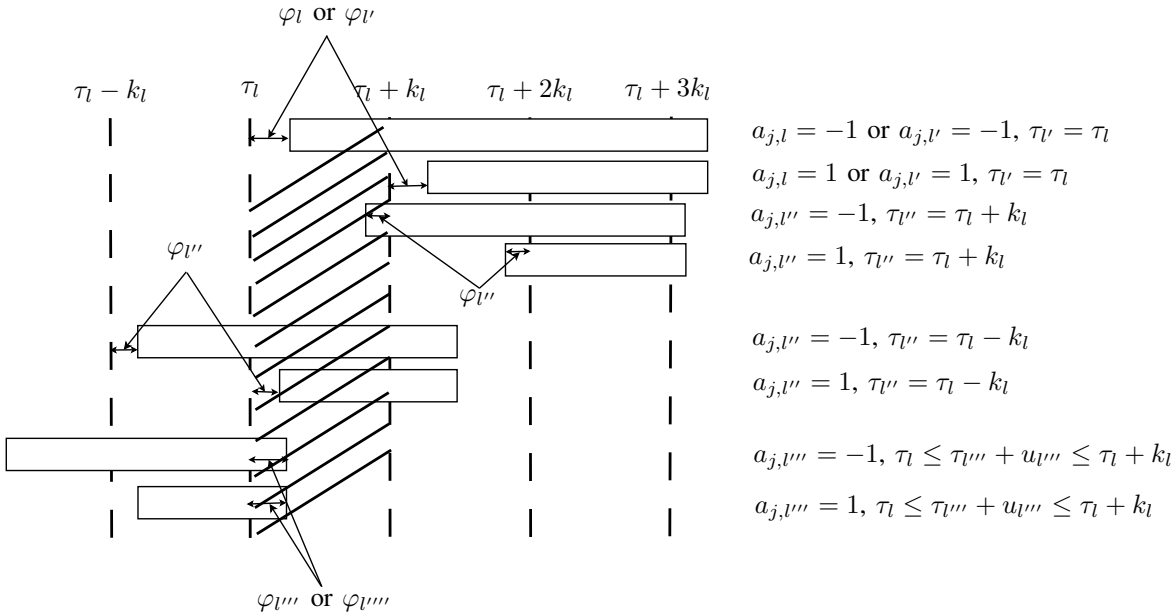 φ_l or φ_{l'}
τ_l − k_l
τ_l
τ_l + k_l
τ_l + 2k_l
τ_l + 3k_l
a_{j,l} = −1 or a_{j,l'} = −1, τ_{l'} = τ_l
a_{j,l} = 1 or a_{j,l'} = 1, τ_{l'} = τ_l
a_{j,l''} = −1, τ_{l''} = τ_l + k_l
φ_{l''}
a_{j,l''} = 1, τ_{l''} = τ_l + k_l
φ_{l''}
a_{j,l''} = −1, τ_{l''} = τ_l − k_l
a_{j,l''} = 1, τ_{l''} = τ_l − k_l
a_{j,l'''} = −1, τ_l ≤ τ_{l'''} + u_{l'''} ≤ τ_l + k_l
a_{j,l'''} = 1, τ_l ≤ τ_{l'''} + u_{l'''} ≤ τ_l + k_l
φ_{l'''} or φ_{l''''}